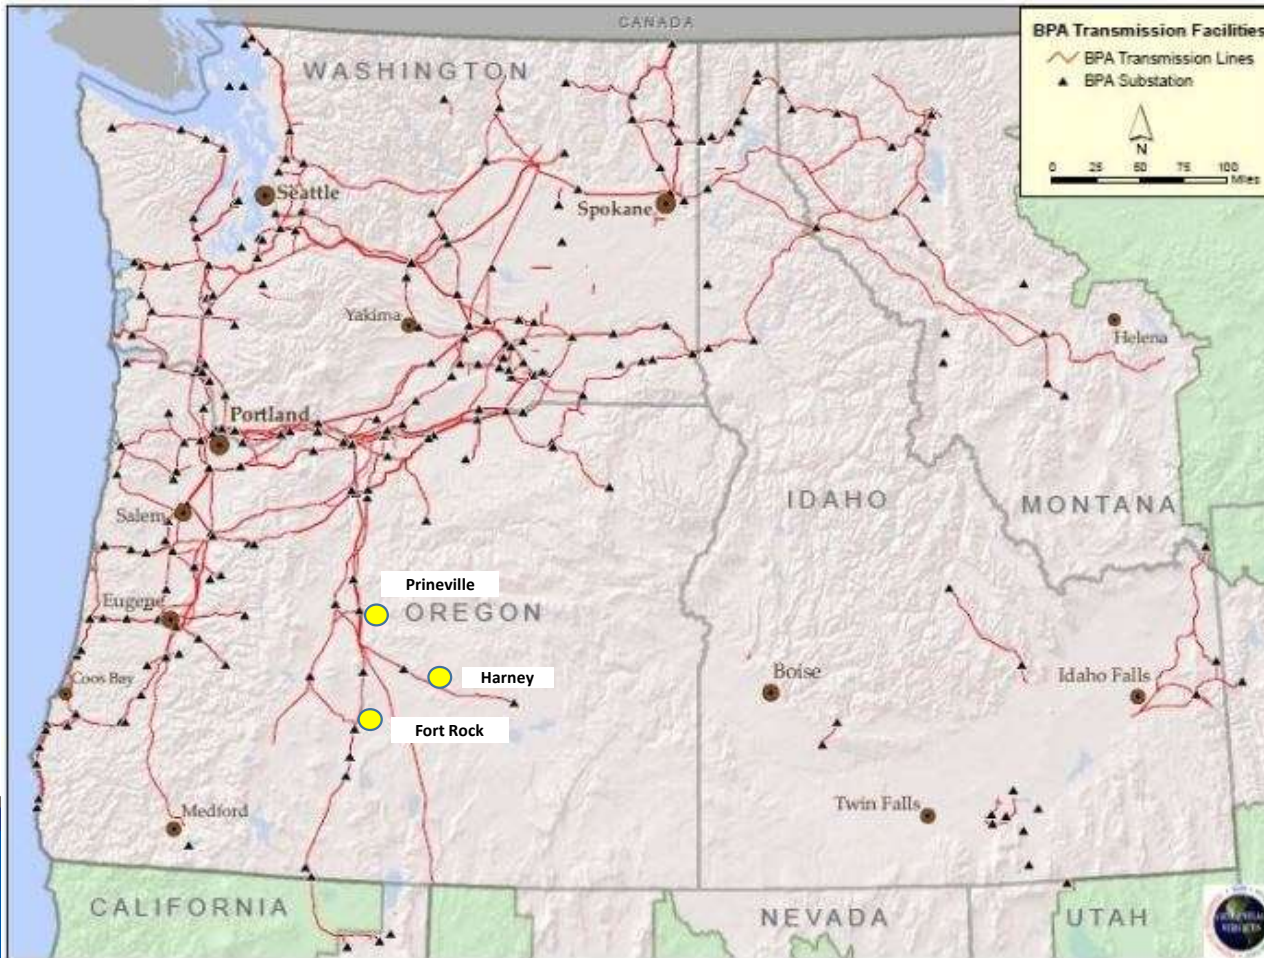 CANADA
BPA Transmission Facilities
BPA Transmission Lines
BPA Substation
N
0 25 50 75 100
Miles
WASHINGTON
Seattle
Spokane
Yakima
Helena
Portland
IDAHO
MONTANA
Salem
Prineville
Eugene
OREGON
Harney
Coos Bay
Boise
Idaho Falls
Fort Rock
Medford
Twin Falls
CALIFORNIA
NEVADA
UTAH